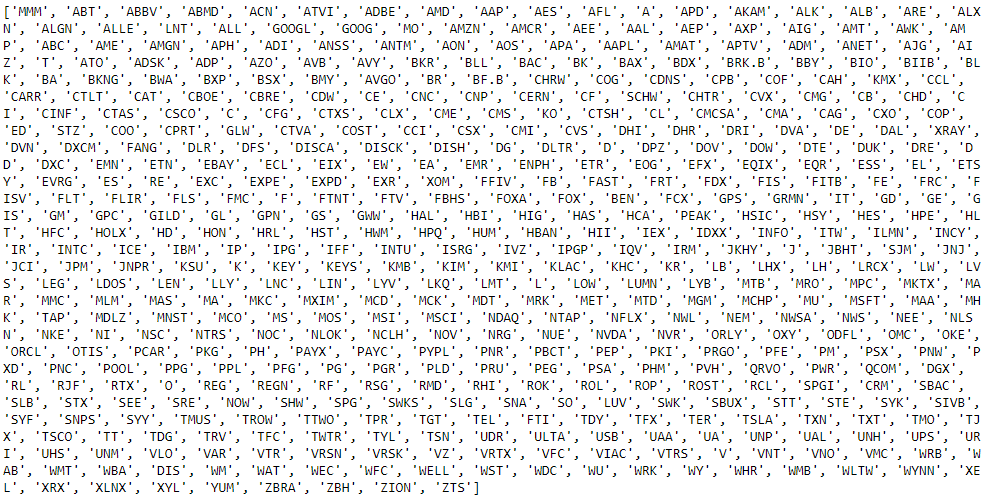 ['MMM', 'ABT', 'ABBV', 'ABMD', 'ACN', 'ATVI', 'ADBE', 'AMD', 'AAP', 'AES', 'AFL', 'A', 'APD', 'AKAM', 'ALK', 'ALB', 'ARE', 'ALX
N', 'ALGN', 'ALLE', 'LNT', 'ALL', 'GOOGL', 'GOOG', 'MO', 'AMZN', 'AMCR', 'AEE', 'AAL', 'AEP', 'AXP', 'AIG', 'AMT', 'AWK', 'AM
P', 'ABC', 'AME', 'AMGN', 'APH', 'ADI', 'ANSS', 'ANTM', 'AON', 'AOS', 'APA', 'AAPL', 'AMAT', 'APTV', 'ADM', 'ANET', 'AJG', 'AI
Z', 'T', 'ATO', 'ADSK', 'ADP', 'AZO', 'AVB', 'AVY', 'BKR', 'BLL', 'BAC', 'BK', 'BAX', 'BDX', 'BRK.B', 'BBY', 'BIO', 'BIIB', 'BL
K', 'BA', 'BKNG', 'BWA', 'BXP', 'BSX', 'BMY', 'AVGO', 'BR', 'BF.B', 'CHRW', 'COG', 'CDNS', 'CPB', 'COF', 'CAH', 'KMX', 'CCL',
'CARR', 'CTLT', 'CAT', 'CBOE', 'CBRE', 'CDW', 'CE', 'CNC', 'CNP', 'CERN', 'CF', 'SCHW', 'CHTR', 'CVX', 'CMG', 'CB', 'CHD', 'C
I', 'CINF', 'CTAS', 'CSCO', 'C', 'CFG', 'CTXS', 'CLX', 'CME', 'CMS', 'KO', 'CTSH', 'CL', 'CMCSA', 'CMA', 'CAG', 'CXO', 'COP',
'ED', 'STZ', 'COO', 'CPRT', 'GLW', 'CTVA', 'COST', 'CCI', 'CSX', 'CMI', 'CVS', 'DHI', 'DHR', 'DRI', 'DVA', 'DE', 'DAL', 'XRAY',
'DVN', 'DXCM', 'FANG', 'DLR', 'DFS', 'DISCA', 'DISCK', 'DISH', 'DG', 'DLTR', 'D', 'DPZ', 'DOV', 'DOW', 'DTE', 'DUK', 'DRE', 'D
D', 'DXC', 'EMN', 'ETN', 'EBAY', 'ECL', 'EIX', 'EW', 'EA', 'EMR', 'ENPH', 'ETR', 'EOG', 'EFX', 'EQIX', 'EQR', 'ESS', 'EL', 'ETS
Y', 'EVRG', 'ES', 'RE', 'EXC', 'EXPE', 'EXPD', 'EXR', 'XOM', 'FFIV', 'FB', 'FAST', 'FRT', 'FDX', 'FIS', 'FITB', 'FE', 'FRC', 'F
ISV', 'FLT', 'FLIR', 'FLS', 'FMC', 'F', 'FTNT', 'FTV', 'FBHS', 'FOXA', 'FOX', 'BEN', 'FCX', 'GPS', 'GRMN', 'IT', 'GD', 'GE', 'G
IS', 'GM', 'GPC', 'GILD', 'GL', 'GPN', 'GS', 'GWW', 'HAL', 'HBI', 'HIG', 'HAS', 'HCA', 'PEAK', 'HSIC', 'HSY', 'HES', 'HPE', 'HL
T', 'HFC', 'HOLX', 'HD', 'HON', 'HRL', 'HST', 'HWM', 'HPQ', 'HUM', 'HBAN', 'HII', 'IEX', 'IDXX', 'INFO', 'ITW', 'ILMN', 'INCY',
'IR', 'INTC', 'ICE', 'IBM', 'IP', 'IPG', 'IFF', 'INTU', 'ISRG', 'IVZ', 'IPGP', 'IQV', 'IRM', 'JKHY', 'J', 'JBHT', 'SJM', 'JNJ',
'JCI', 'JPM', 'JNPR', 'KSU', 'K', 'KEY', 'KEYS', 'KMB', 'KIM', 'KMI', 'KLAC', 'KHC', 'KR', 'LB', 'LHX', 'LH', 'LRCX', 'LW', 'LV
S', 'LEG', 'LDOS', 'LEN', 'LLY', 'LNC', 'LIN', 'LYV', 'LKQ', 'LMT', 'L', 'LOW', 'LUMN', 'LYB', 'MTB', 'MRO', 'MPC', 'MKTX', 'MA
R', 'MMC', 'MLM', 'MAS', 'MA', 'MKC', 'MXIM', 'MCD', 'MCK', 'MDT', 'MRK', 'MET', 'MTD', 'MGM', 'MCHP', 'MU', 'MSFT', 'MAA', 'MH
K', 'TAP', 'MDLZ', 'MNST', 'MCO', 'MS', 'MOS', 'MSI', 'MSCI', 'NDAQ', 'NTAP', 'NFLX', 'NWL', 'NEM', 'NWSA', 'NWS', 'NEE', 'NLS
N', 'NKE', 'NI', 'NSC', 'NTRS', 'NOC', 'NLOK', 'NCLH', 'NOV', 'NRG', 'NUE', 'NVDA', 'NVR', 'ORLY', 'OXY', 'ODFL', 'OMC', 'OKE',
'ORCL', 'OTIS', 'PCAR', 'PKG', 'PH', 'PAYX', 'PAYC', 'PYPL', 'PNR', 'PBCT', 'PEP', 'PKI', 'PRGO', 'PFE', 'PM', 'PSX', 'PNW', 'P
XD', 'PNC', 'POOL', 'PPG', 'PPL', 'PFG', 'PG', 'PGR', 'PLD', 'PRU', 'PEG', 'PSA', 'PHM', 'PVH', 'QRVO', 'PWR', 'QCOM', 'DGX',
'RL', 'RJF', 'RTX', 'O', 'REG', 'REGN', 'RF', 'RSG', 'RMD', 'RHI', 'ROK', 'ROL', 'ROP', 'ROST', 'RCL', 'SPGI', 'CRM', 'SBAC',
'SLB', 'STX', 'SEE', 'SRE', 'NOW', 'SHW', 'SPG', 'SWKS', 'SLG', 'SNA', 'SO', 'LUV', 'SWK', 'SBUX', 'STT', 'STE', 'SYK', 'SIVB',
'SYF', 'SNPS', 'SYY', 'TMUS', 'TROW', 'TTWO', 'TPR', 'TGT', 'TEL', 'FTI', 'TDY', 'TFX', 'TER', 'TSLA', 'TXN', 'TXT', 'TMO', 'TJ
X', 'TSCO', 'TT', 'TDG', 'TRV', 'TFC', 'TWTR', 'TYL', 'TSN', 'UDR', 'ULTA', 'USB', 'UAA', 'UA', 'UNP', 'UAL', 'UNH', 'UPS', 'UR
I', 'UHS', 'UNM', 'VLO', 'VAR', 'VTR', 'VRSN', 'VRSK', 'VZ', 'VRTX', 'VFC', 'VIAC', 'VTRS', 'V', 'VNT', 'VNO', 'VMC', 'WRB', 'W
AB', 'WMT', 'WBA', 'DIS', 'WM', 'WAT', 'WEC', 'WFC', 'WELL', 'WST', 'WDC', 'WU', 'WRK', 'WY', 'WHR', 'WMB', 'WLTW', 'WYNN', 'XE
L', 'XRX', 'XLNX', 'XYL', 'YUM', 'ZBRA', 'ZBH', 'ZION', 'ZTS']